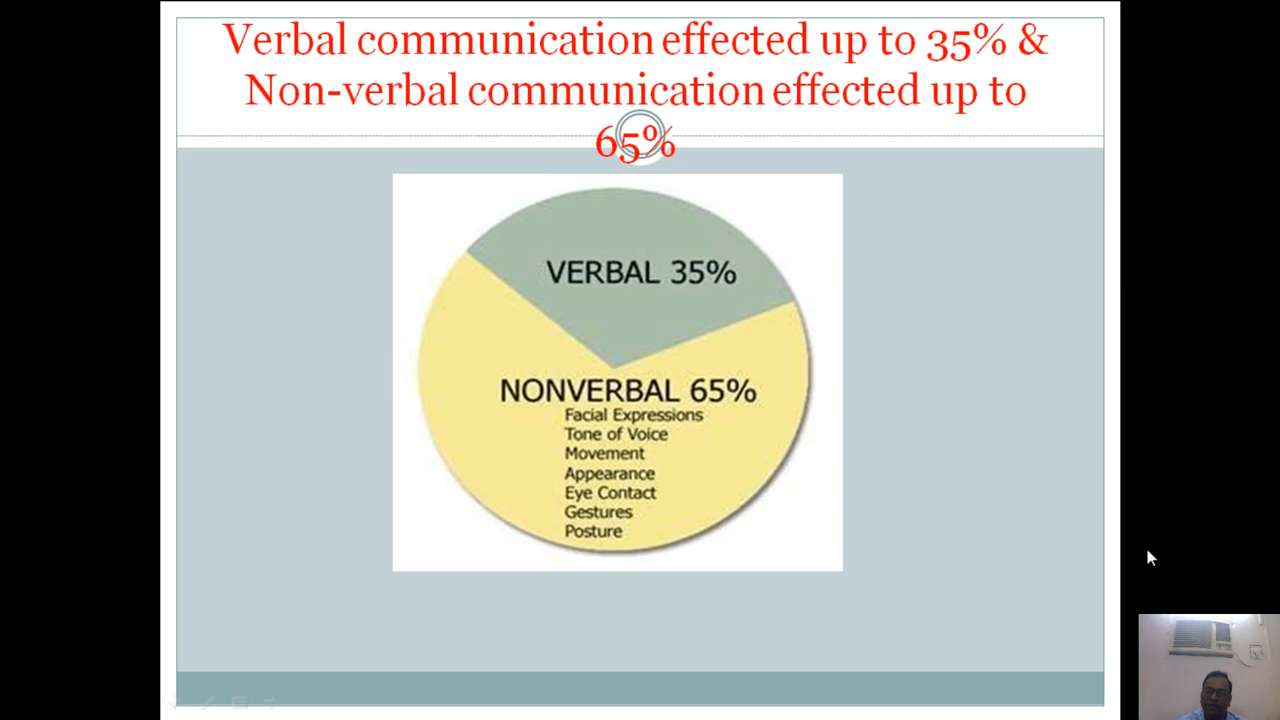 Verbal communication effected up to 35% &
Non-verbal communication effected up to
65%
VERBAL 35%
NONVERBAL 65%
Facial Expressions
Tone of Voice
Movement
Appearance
Eye Contact
Gestures
Posture